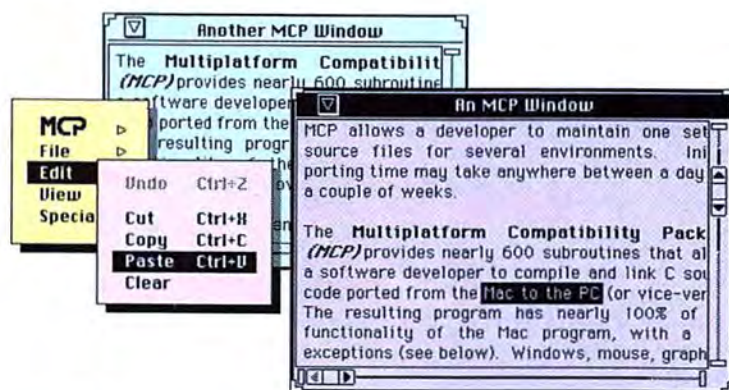 Another MCP Window
The Multiplatform Compatibilit
(MCP) provides nearly 600 subroutine
software developer
ported from the
resulting progr
MCP
File
Edit
View
Specia
Undo Ctrl+Z
Cut Ctrl+X
Copy Ctrl+C
Paste Ctrl+V
Clear
An MCP Window
MCP allows a developer to maintain one set
source files for several environments. Ini
porting time may take anywhere between a day
a couple of weeks.
The Multiplatform Compatibility Pack
(MCP) provides nearly 600 subroutines that al
a software developer to compile and link C sou
code ported from the Mac to the PC (or vice-ver
The resulting program has nearly 100% of
functionality of the Mac program, with a
exceptions (see below). Windows, mouse, graph